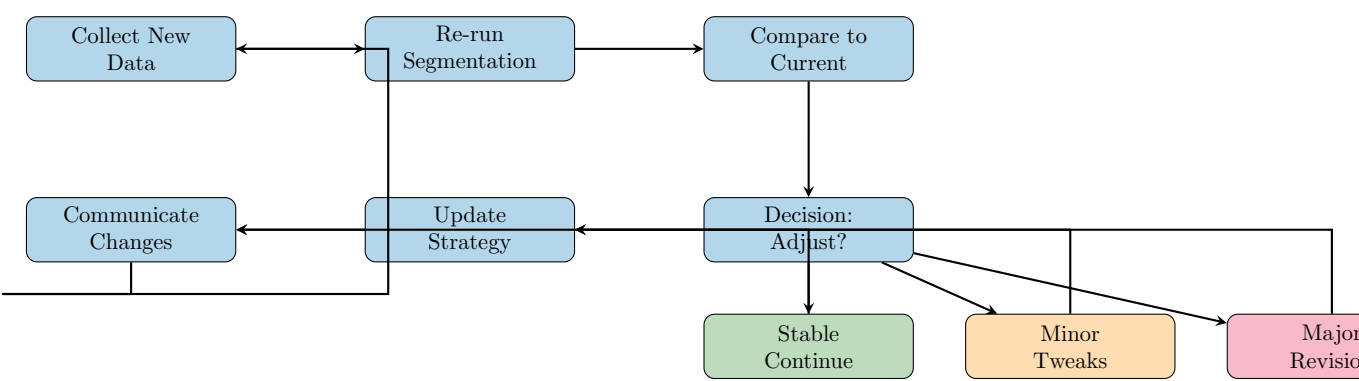 Collect New
Data
Re-run
Segmentation
Compare to
Current
Communicate
Changes
Update
Strategy
Decision:
Adjust?
Stable
Continue
Minor
Tweaks
Major